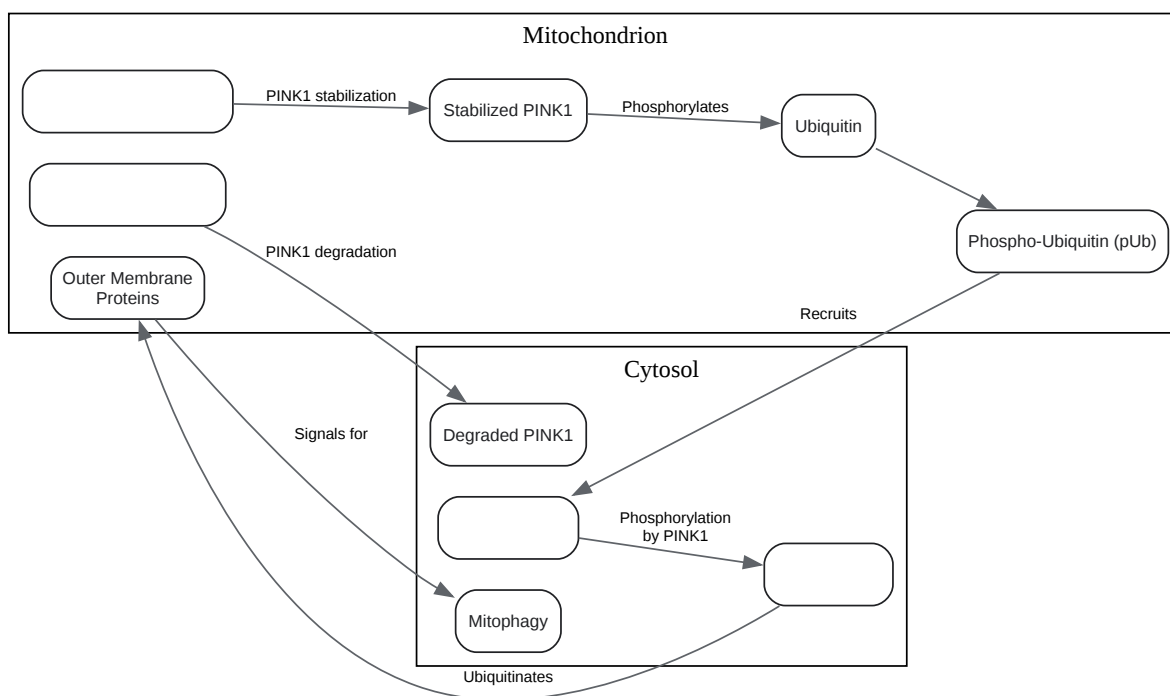 Mitochondrion
PINK1 stabilization
Stabilized PINK1
Phosphorylates
Ubiquitin
PINK1 degradation
Phospho-Ubiquitin (pUb)
Outer Membrane
Proteins
Recruits
Cytosol
Signals for
Degraded PINK1
Phosphorylation
by PINK1
Mitophagy
Ubiquitinates